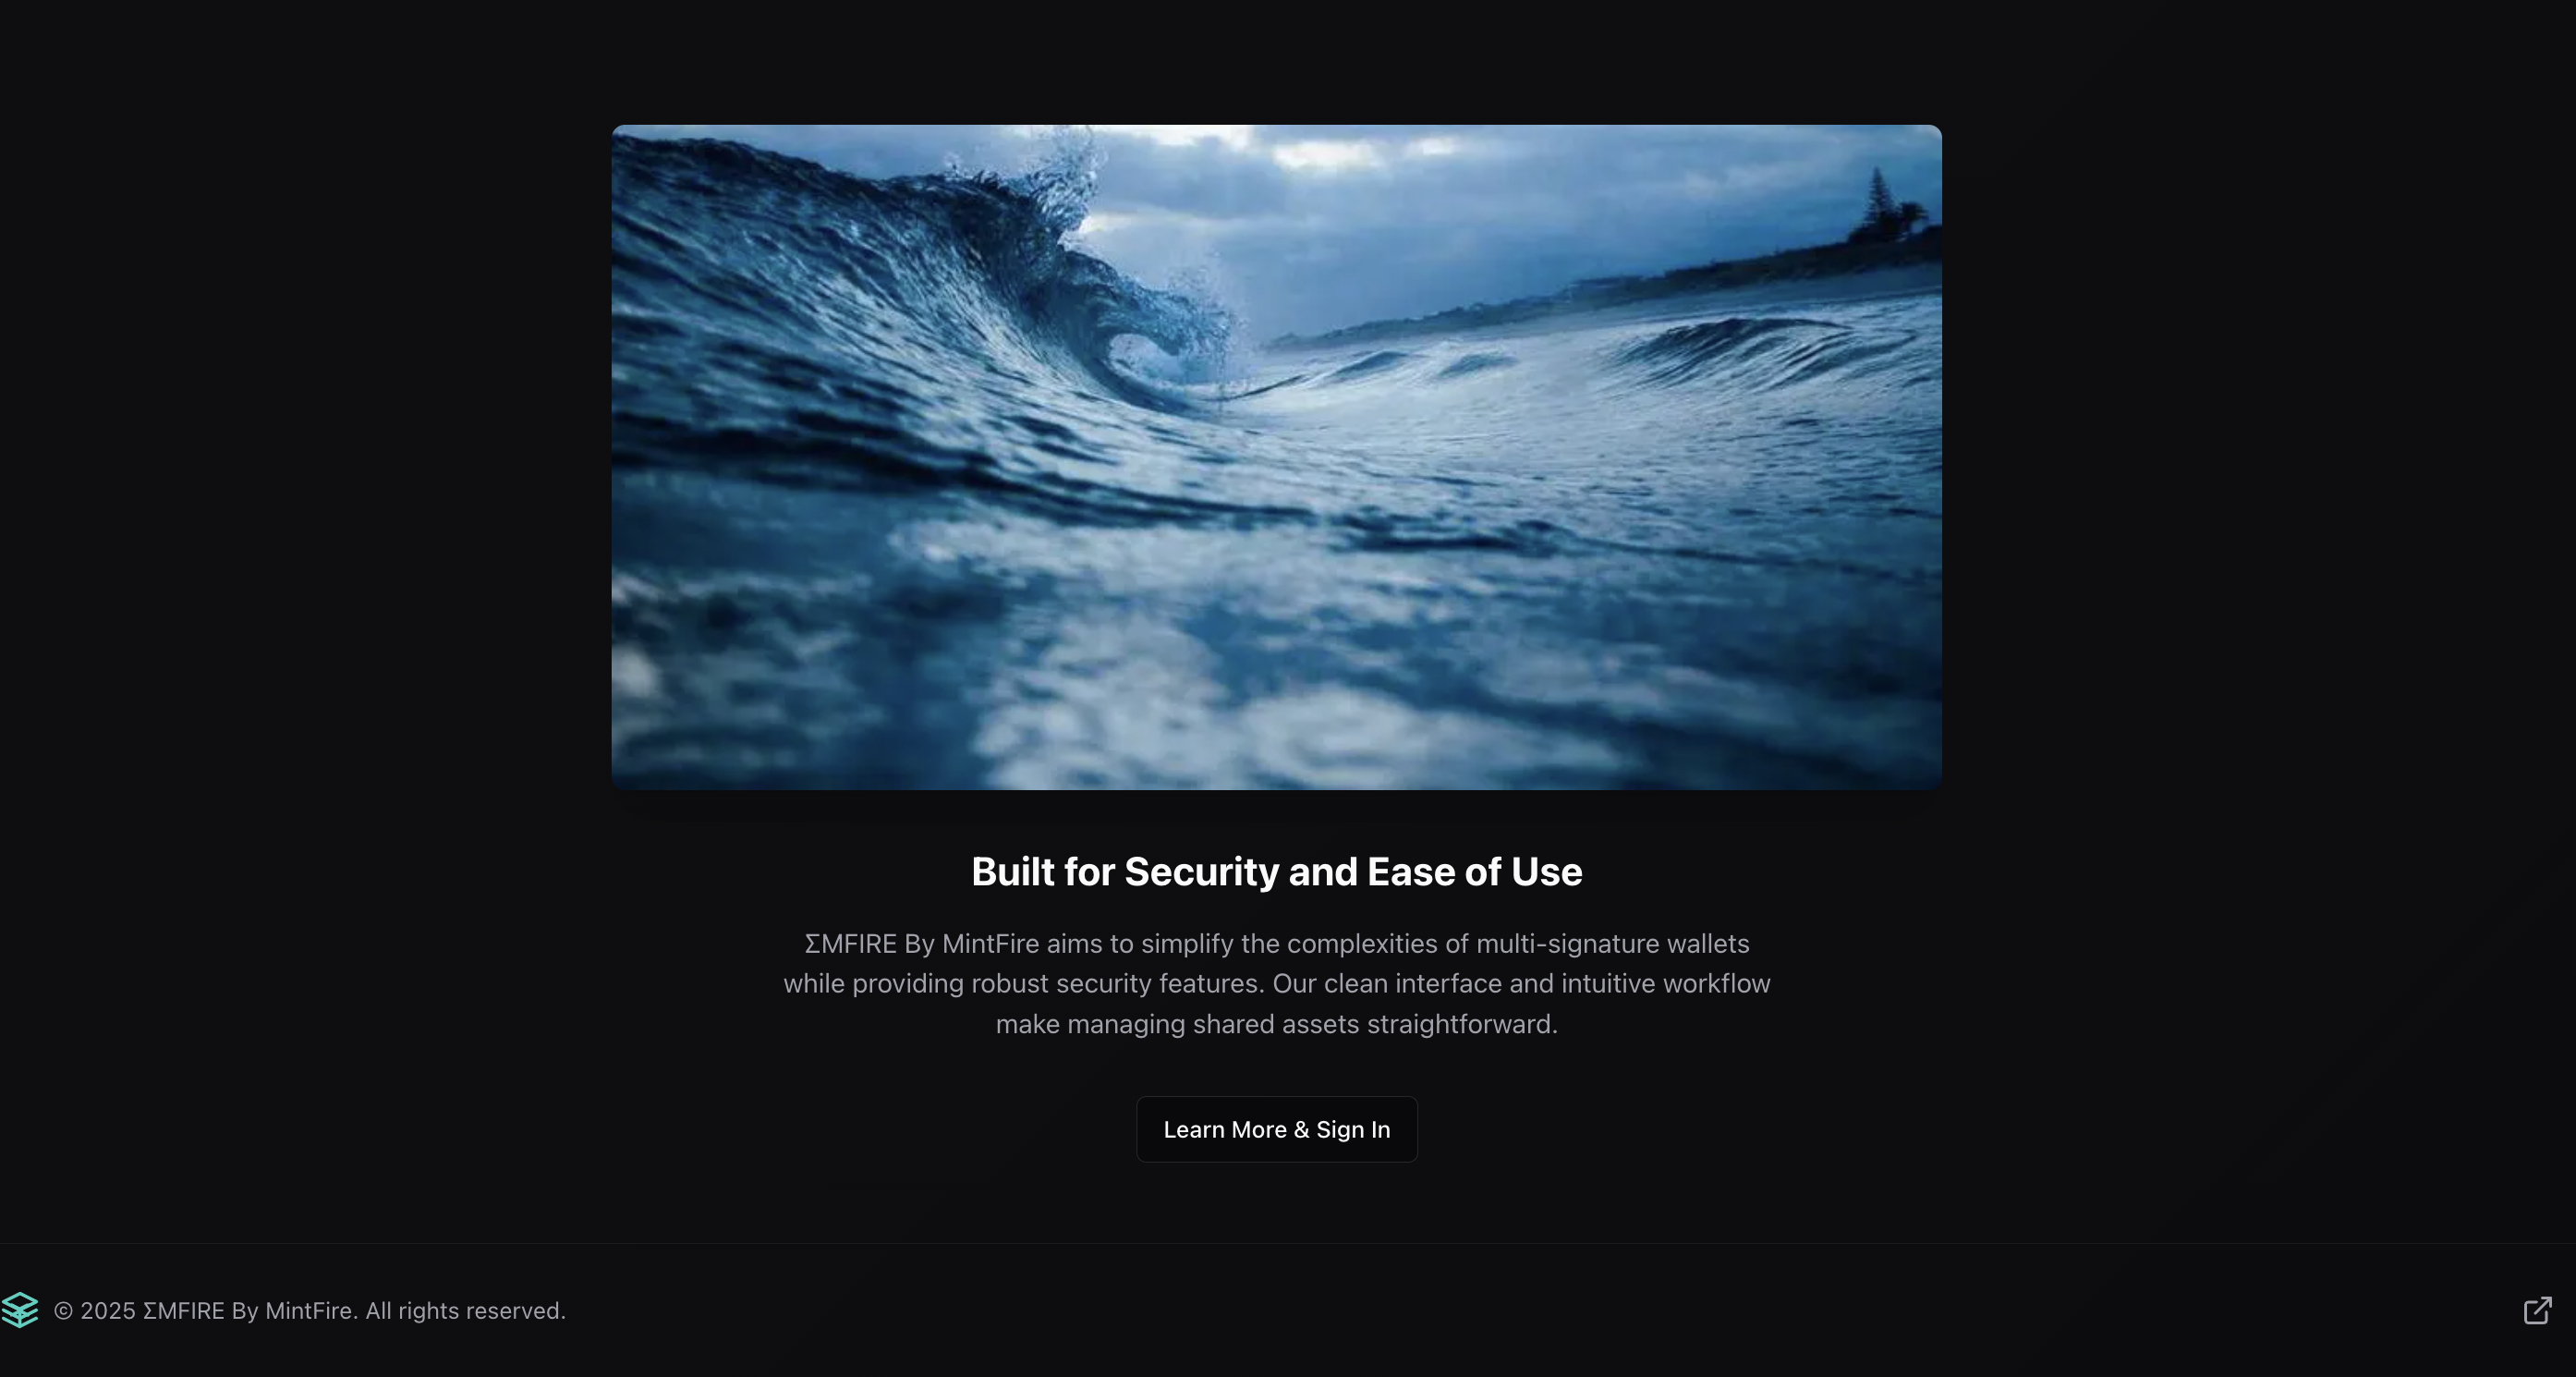 Built for Security and Ease of Use
ΣMFIRE By MintFire aims to simplify the complexities of multi-signature wallets
while providing robust security features. Our clean interface and intuitive workflow
make managing shared assets straightforward.
Learn More & Sign In
© 2025 ΣMFIRE By MintFire. All rights reserved.